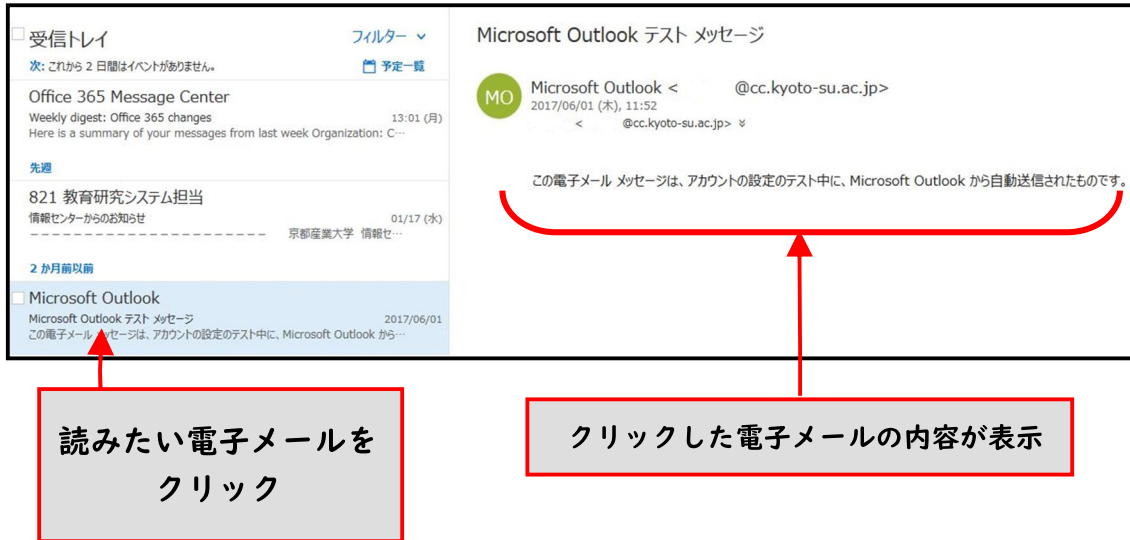 受信トレイ
フィルター
次: これから 2 日間はイベントがありません。
予定一覧
Office 365 Message Center
Weekly digest: Office 365 changes
13:01 (月)
Here is a summary of your messages from last week Organization: C…
先週
821 教育研究システム担当
情報センターからのお知らせ
01/17 (水)
－－－－－－－－－－－－－－－－－－－－－－－ 京都産業大学 情報セ…
2 か月前以前
Microsoft Outlook
Microsoft Outlook テスト メッセージ
2017/06/01
この電子メール メッセージは、アカウントの設定のテスト中に、Microsoft Outlook から…
Microsoft Outlook テスト メッセージ
MO
Microsoft Outlook < @cc.kyoto-su.ac.jp>
2017/06/01 (木), 11:52
< @cc.kyoto-su.ac.jp>
この電子メール メッセージは、アカウントの設定のテスト中に、Microsoft Outlook から自動送信されたものです。
読みたい電子メールを
クリック
クリックした電子メールの内容が表示